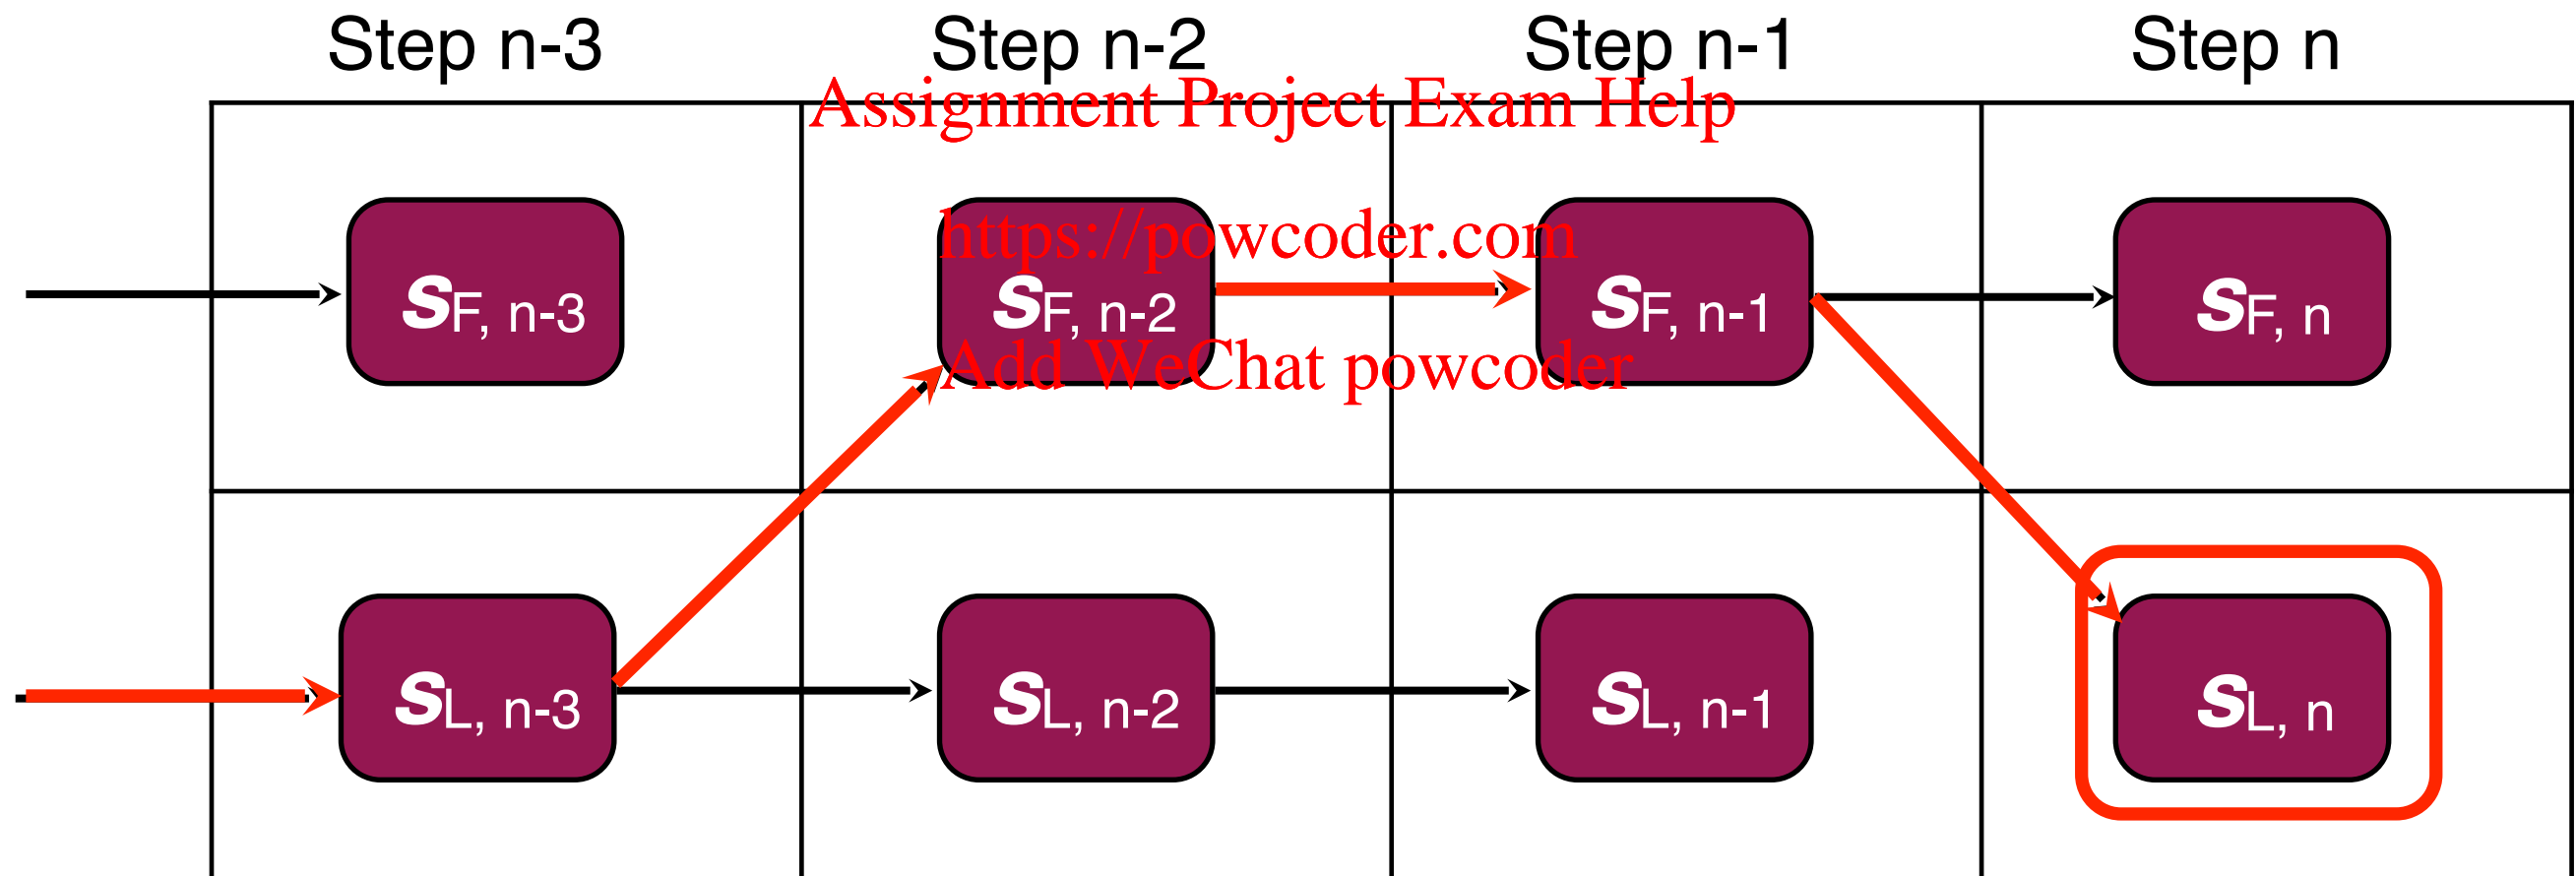 Step n-3 Step n-2 Step n-1 Step n
Assignment Project Exam Help
https://powcoder.com
SF, n-3 SF, n-2 SF, n-1 SF, n
Add WeChat powcoder
SL, n-3 SL, n-2 SL, n-1 SL, n